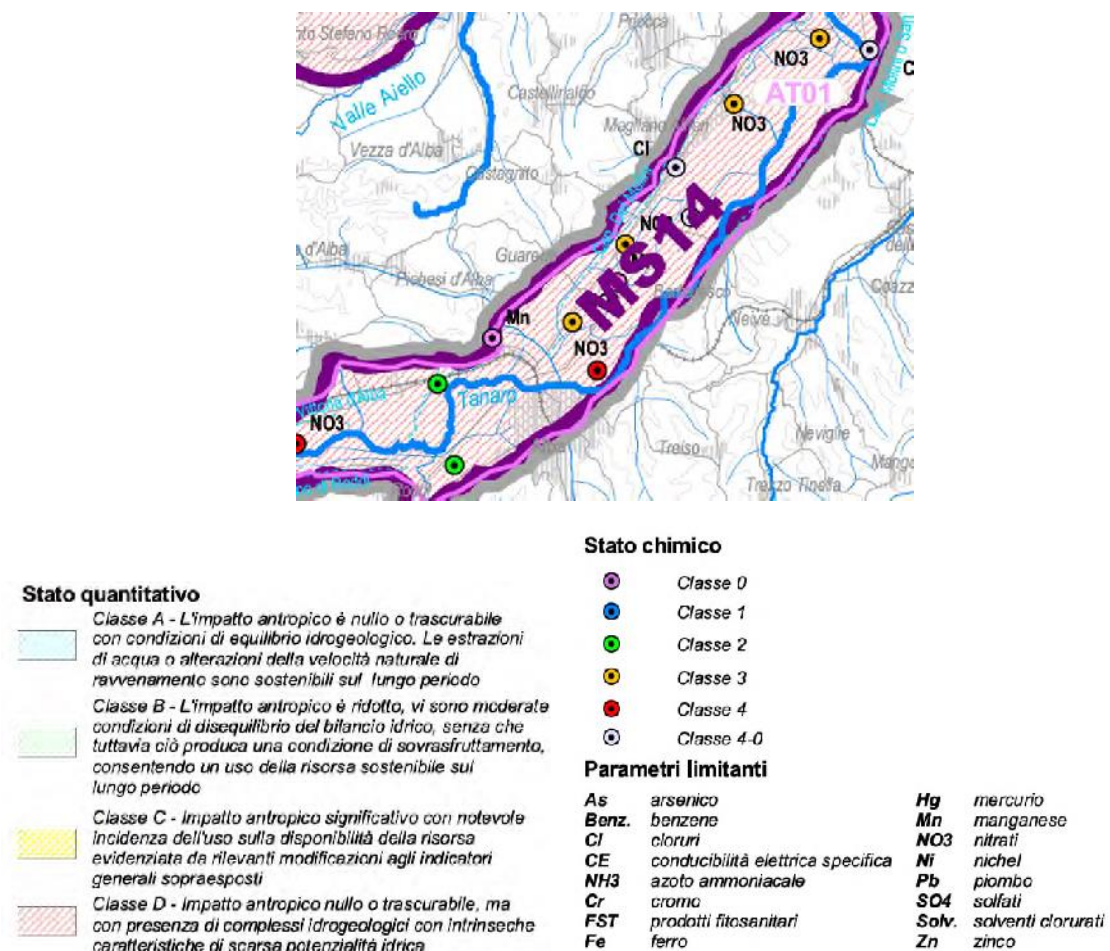 Priocca
nto Stefano Roero
NO3
C
AT01
Valle Ajello
Castellinaldo
NO3
Vezza d'Alba
Cl
Castagnito
MS14
d'Alba
Guarene
Neive
Mn
NO3
Tanaro
NO3
Treiso
Neviglie
Mango
Trezzo Tinella
Stato quantitativo
Classe A - L'impatto antropico è nullo o trascurabile
con condizioni di equilibrio idrogeologico. Le estrazioni
di acqua o alterazioni della velocità naturale di
ravvenamento sono sostenibili sul lungo periodo
Classe B - L'impatto antropico è ridotto, vi sono moderate
condizioni di disequilibrio del bilancio idrico, senza che
tuttavia ciò produca una condizione di sovrasfruttamento,
consentendo un uso della risorsa sostenibile sul
lungo periodo
Classe C - Impatto antropico significativo con notevole
incidenza dell'uso sulla disponibilità della risorsa
evidenziata da rilevanti modificazioni agli indicatori
generali sopraesposti
Classe D - Impatto antropico nullo o trascurabile, ma
con presenza di complessi idrogeologici con intrinseche
caratteristiche di scarsa potenzialità idrica
Stato chimico
Classe 0
Classe 1
Classe 2
Classe 3
Classe 4
Classe 4-0
Parametri limitanti
As arsenico
Benz. benzene
Cl cloruri
CE conducibilità elettrica specifica
NH3 azoto ammoniacale
Cr cromo
FST prodotti fitosanitari
Fe ferro
Hg mercurio
Mn manganese
NO3 nitrati
Ni nichel
Pb piombo
SO4 solfati
Solv. solventi clorurati
Zn zinco